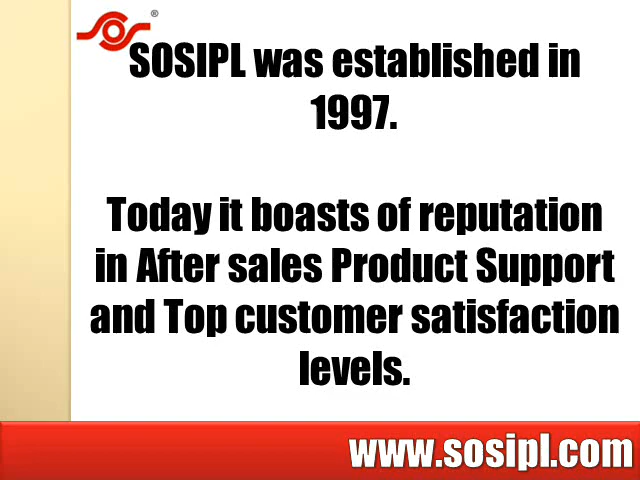 SOS®
SOSIPL was established in
1997.
Today it boasts of reputation
in After sales Product Support
and Top customer satisfaction
levels.
www.sosipl.com